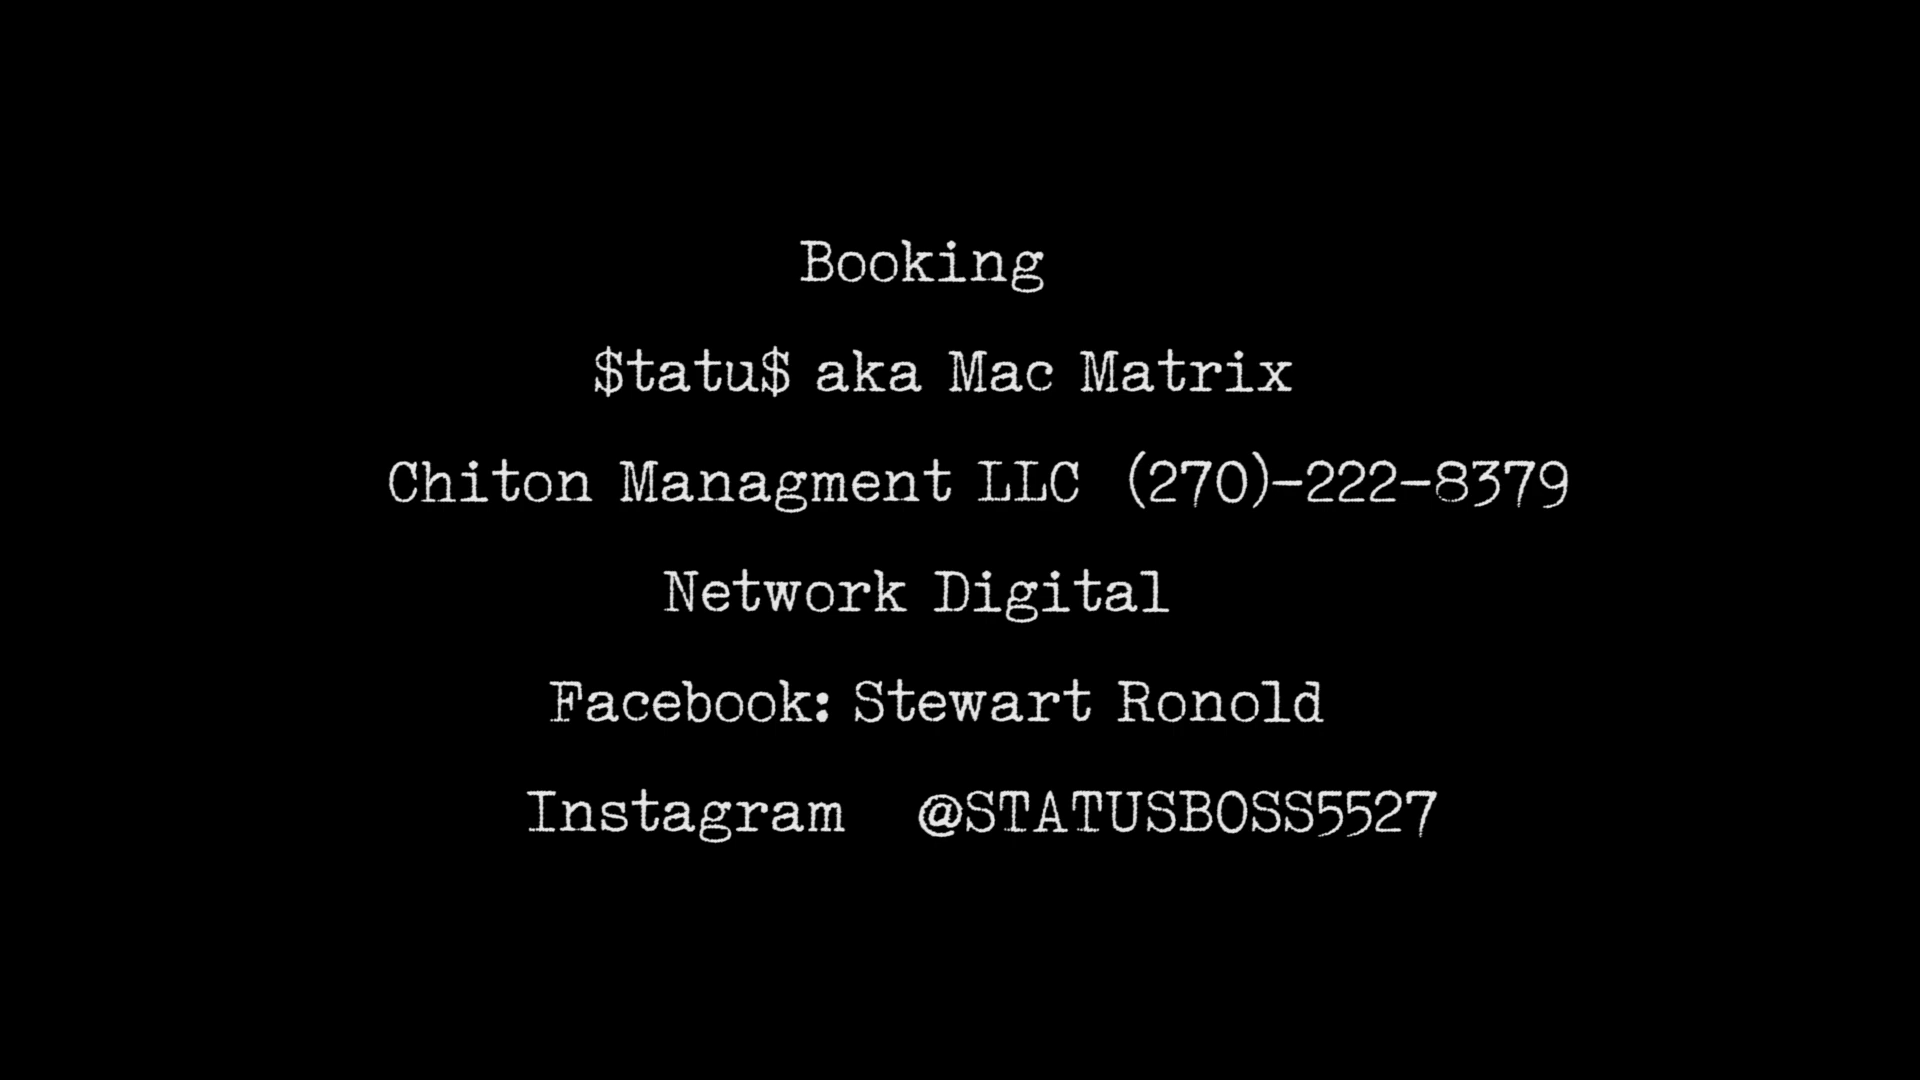 Booking
$tatu$ aka Mac Matrix
Chiton Managment LLC (270)-222-8379
Network Digital
Facebook: Stewart Ronold
Instagram @STATUSBOSS5527